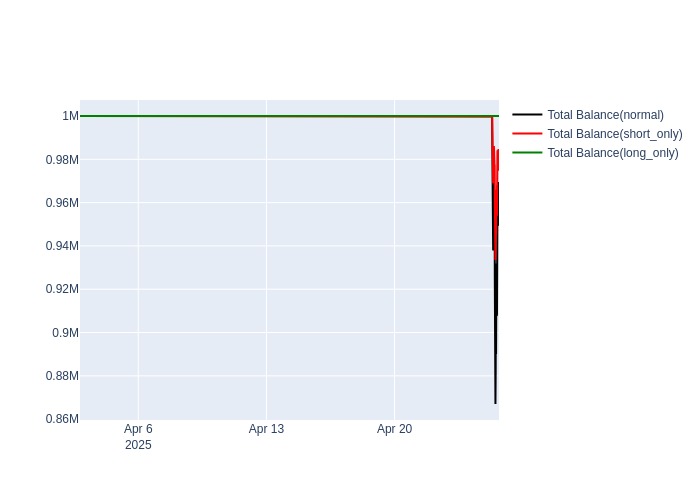 1M
0.98M
0.96M
0.94M
0.92M
0.9M
0.88M
0.86M
Apr 6
2025
Apr 13
Apr 20
Total Balance(normal)
Total Balance(short_only)
Total Balance(long_only)